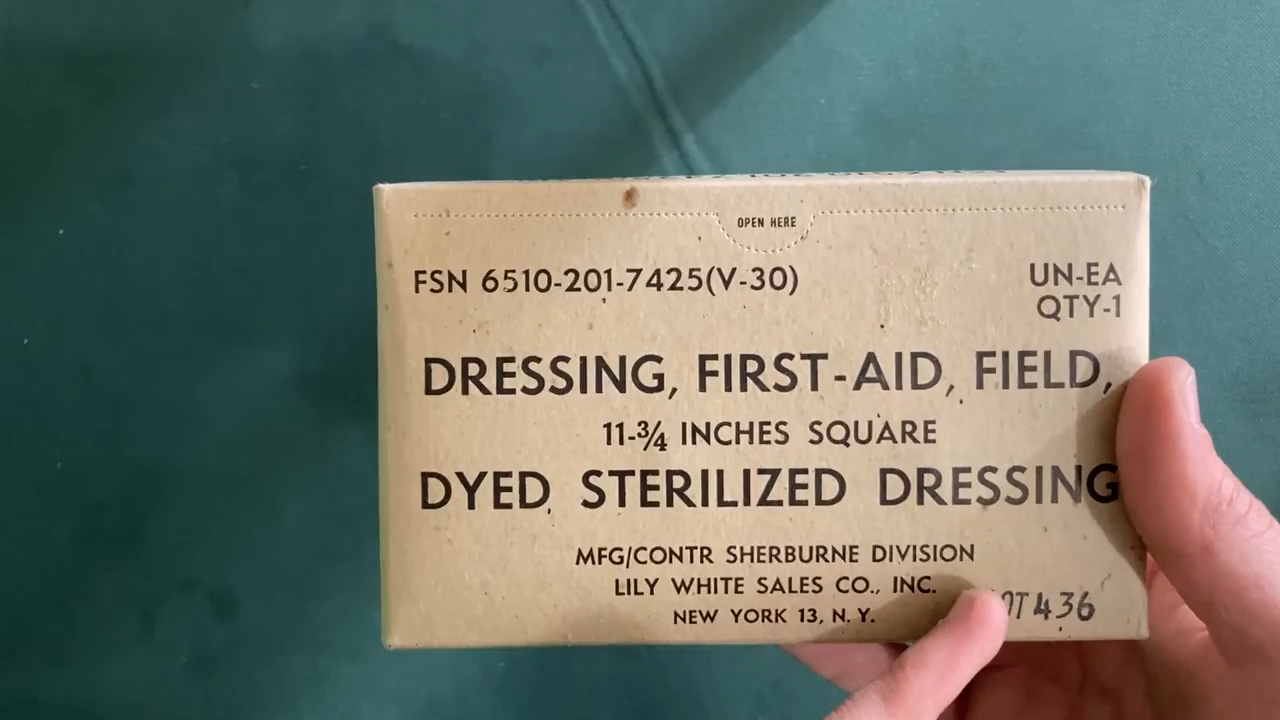 OPEN HERE
FSN 6510-201-7425(V-30)
UN-EA
QTY-1
DRESSING, FIRST-AID, FIELD,
11-¾ INCHES SQUARE
DYED STERILIZED DRESSING
MFG/CONTR SHERBURNE DIVISION
LILY WHITE SALES CO., INC.
NEW YORK 13, N. Y.
436